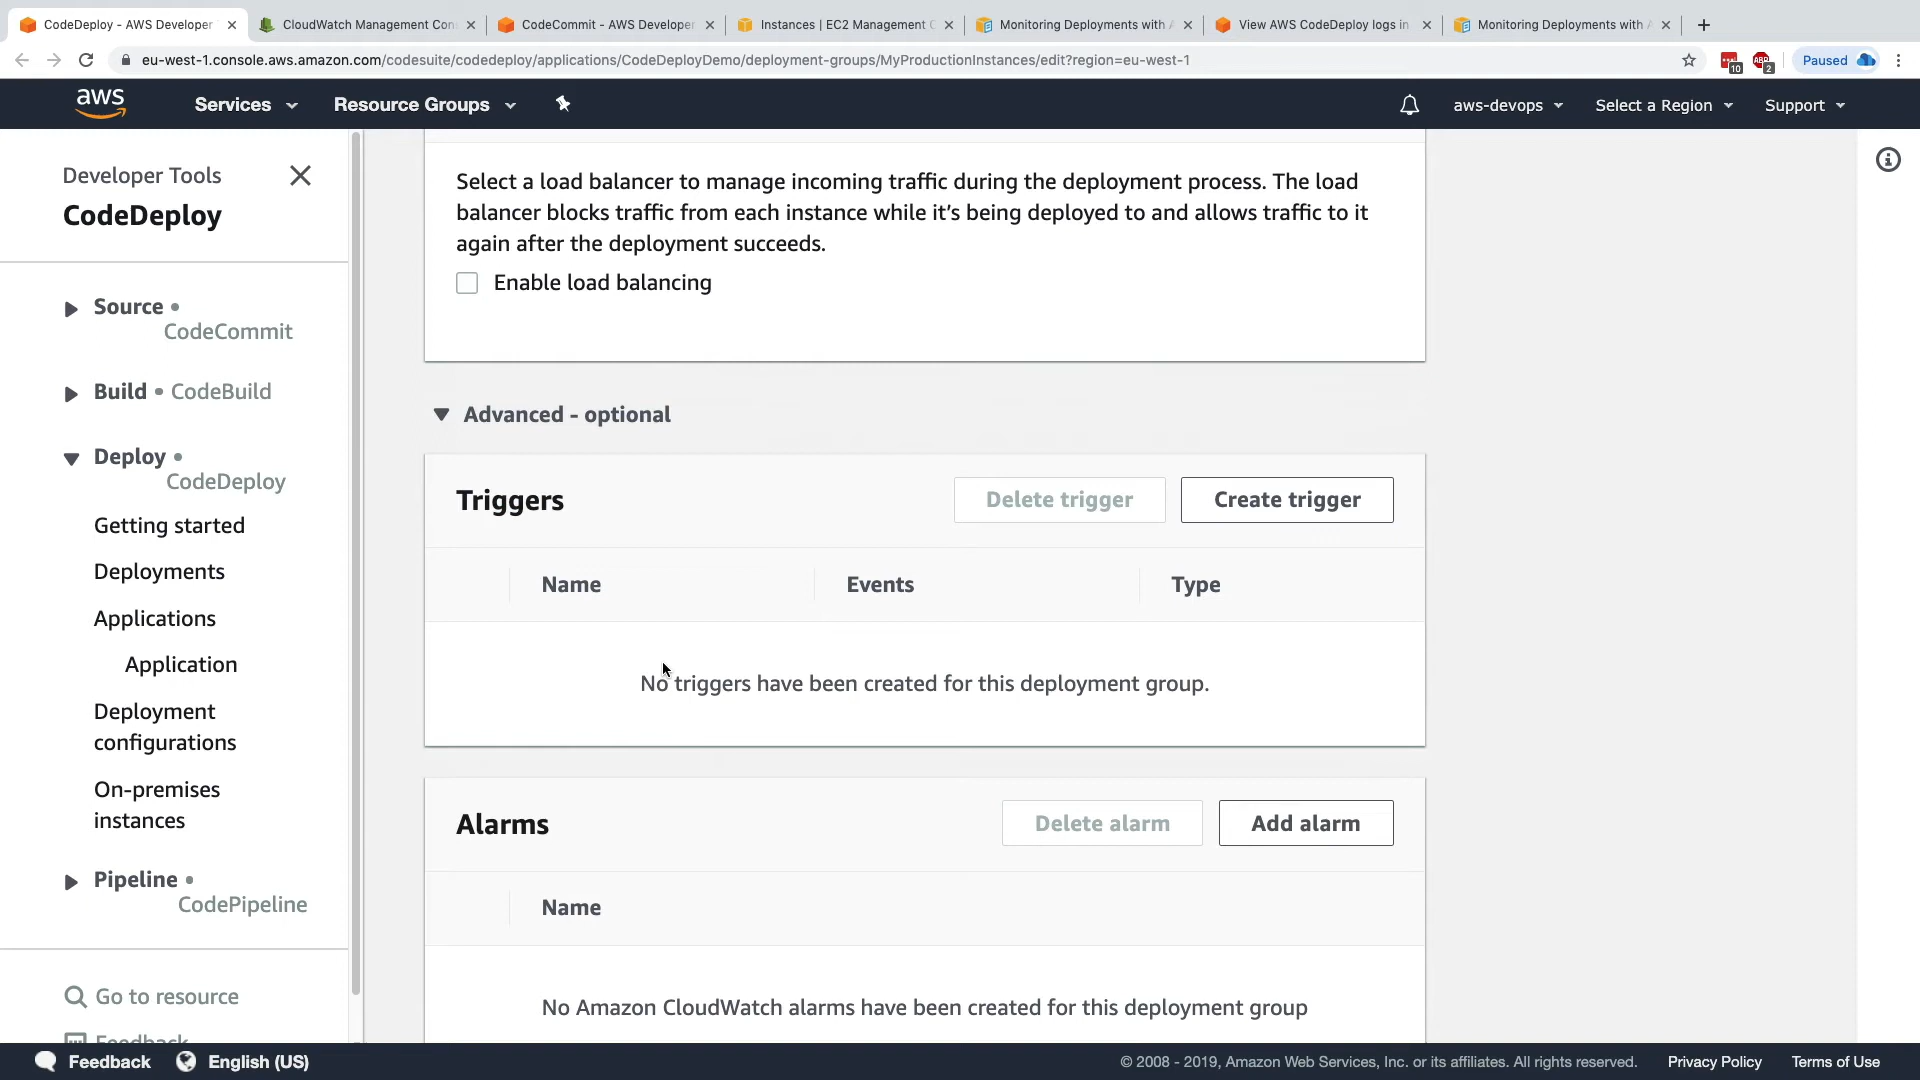 CodeDeploy - AWS Developer
CloudWatch Management Con
CodeCommit - AWS Developer
Instances | EC2 Management C
Monitoring Deployments with A
View AWS CodeDeploy logs in
Monitoring Deployments with A
eu-west-1.console.aws.amazon.com/codesuite/codedeploy/applications/CodeDeployDemo/deployment-groups/MyProductionInstances/edit?region=eu-west-1
10
ABP
2
Paused
aws
Services
Resource Groups
aws-devops
Select a Region
Support
Developer Tools
CodeDeploy
Source •
CodeCommit
Build • CodeBuild
Deploy •
CodeDeploy
Getting started
Deployments
Applications
Application
Deployment
configurations
On-premises
instances
Pipeline •
CodePipeline
Go to resource
Feedback
Select a load balancer to manage incoming traffic during the deployment process. The load
balancer blocks traffic from each instance while it's being deployed to and allows traffic to it
again after the deployment succeeds.
Enable load balancing
Advanced - optional
Triggers
Delete trigger
Create trigger
Name
Events
Type
No triggers have been created for this deployment group.
Alarms
Delete alarm
Add alarm
Name
No Amazon CloudWatch alarms have been created for this deployment group
Feedback
English (US)
© 2008 - 2019, Amazon Web Services, Inc. or its affiliates. All rights reserved.
Privacy Policy
Terms of Use